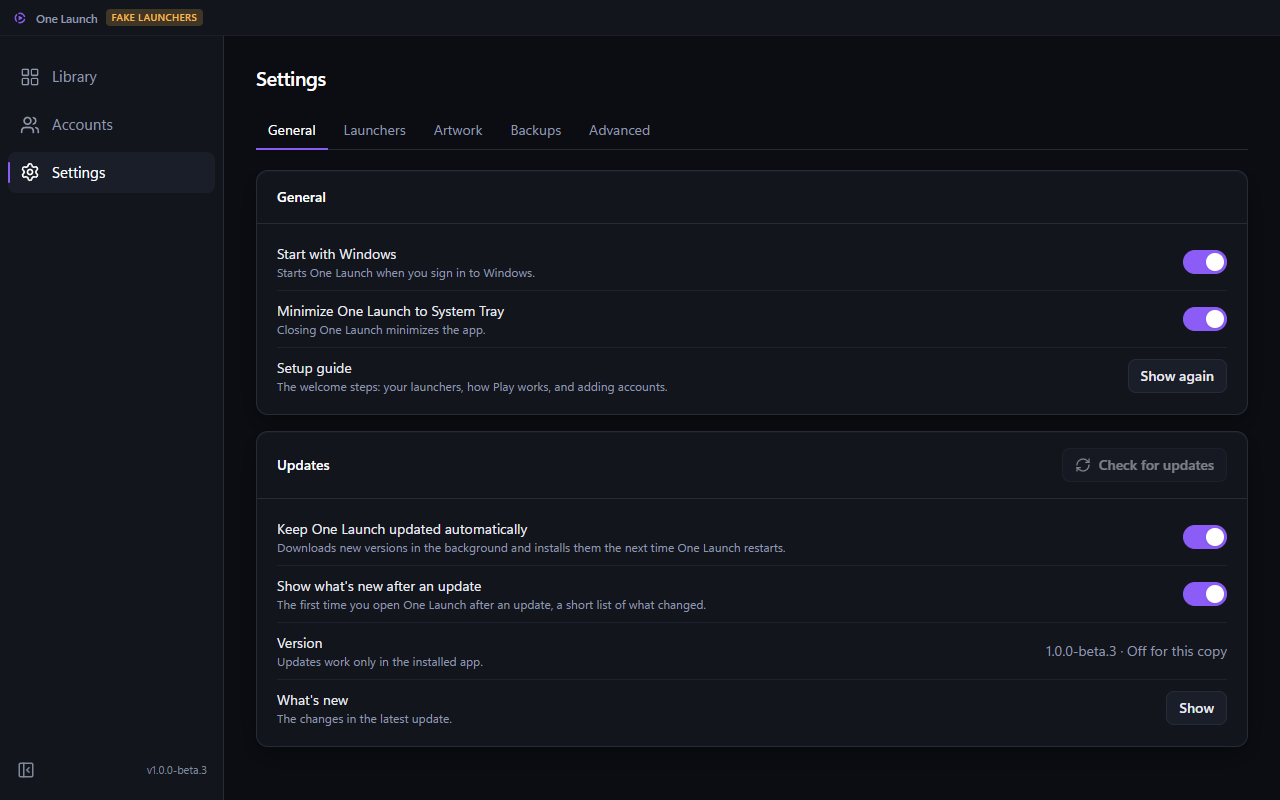 One Launch FAKE LAUNCHERS
Library
Accounts
Settings
v1.0.0-beta.3
Settings
General Launchers Artwork Backups Advanced
General
Start with Windows
Starts One Launch when you sign in to Windows.
Minimize One Launch to System Tray
Closing One Launch minimizes the app.
Setup guide
The welcome steps: your launchers, how Play works, and adding accounts.
Show again
Updates
Check for updates
Keep One Launch updated automatically
Downloads new versions in the background and installs them the next time One Launch restarts.
Show what's new after an update
The first time you open One Launch after an update, a short list of what changed.
Version
Updates work only in the installed app.
1.0.0-beta.3 · Off for this copy
What's new
The changes in the latest update.
Show